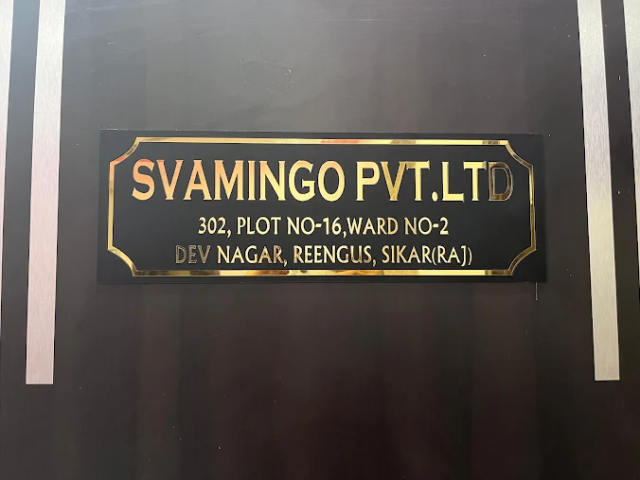 SVAMINGO PVT.LTD
302, PLOT NO-16,WARD NO-2
DEV NAGAR, REENGUS, SIKAR(RAJ)